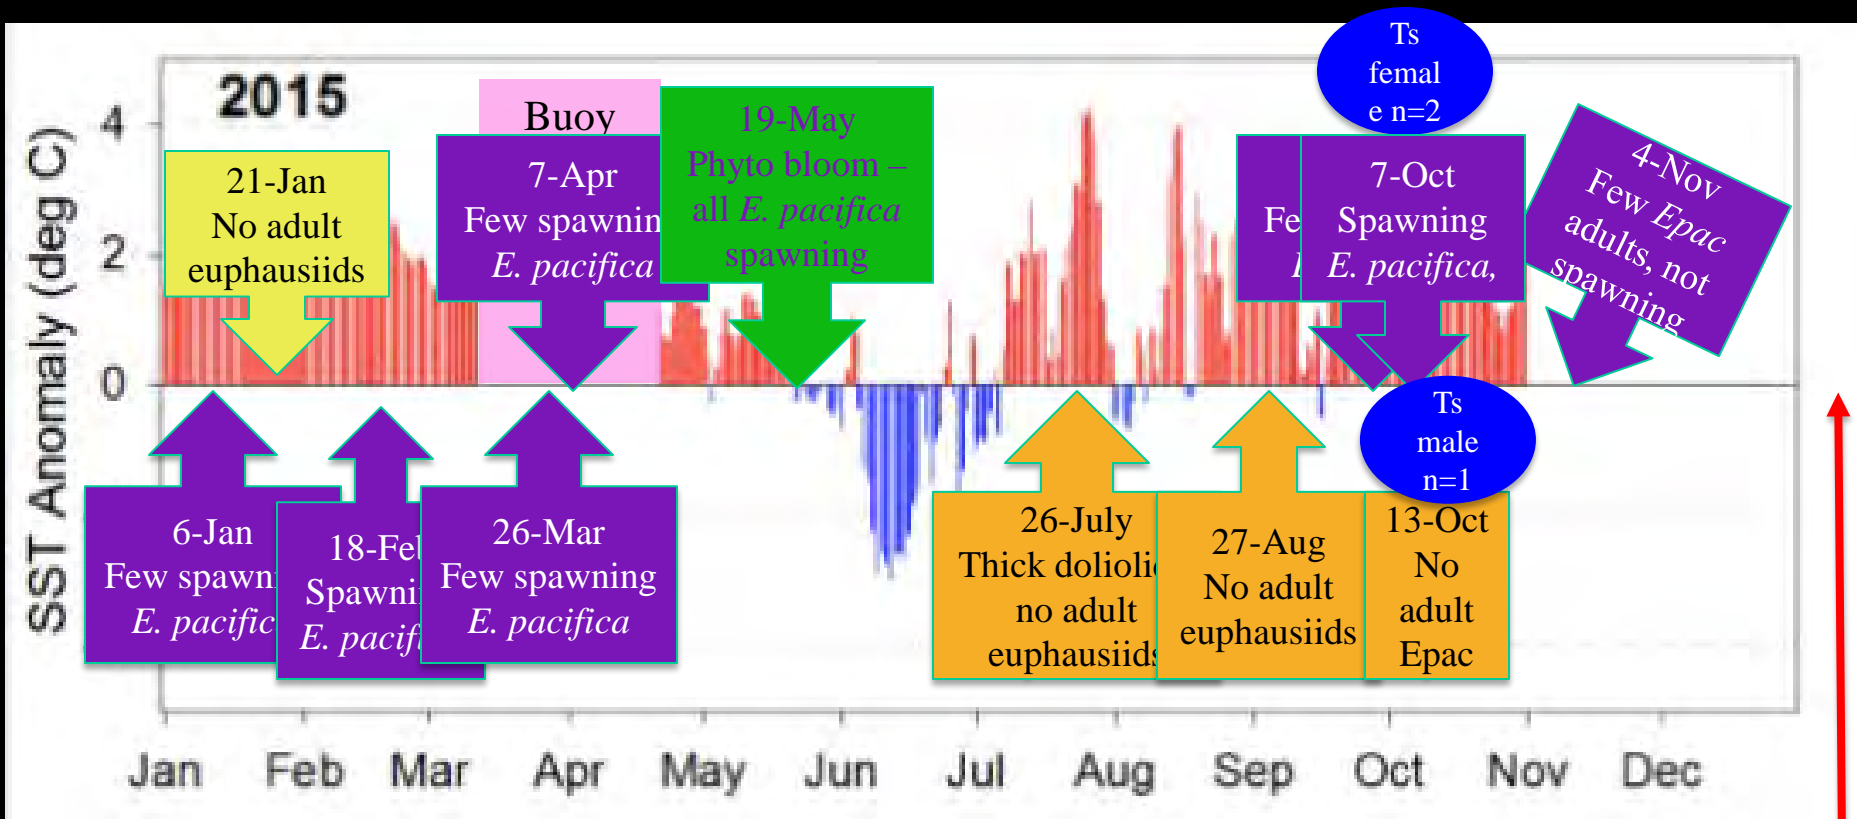 2015
SST Anomaly (deg C)
4
2
0
Buoy
21-Jan
No adult
euphausiids
7-Apr
Few spawnin
E. pacifica
19-May
Phyto bloom –
all E. pacifica
spawning
Ts
femal
e n=2
Fe
7-Oct
Spawning
E. pacifica,
4-Nov
Few Epac
adults, not
spawning
Ts
male
n=1
6-Jan
Few spawn
E. pacific
18-Feb
Spawni
E. pacif
26-Mar
Few spawning
E. pacifica
26-July
Thick dolioli
no adult
euphausiids
27-Aug
No adult
euphausiids
13-Oct
No
adult
Epac
Jan Feb Mar Apr May Jun Jul Aug Sep Oct Nov Dec